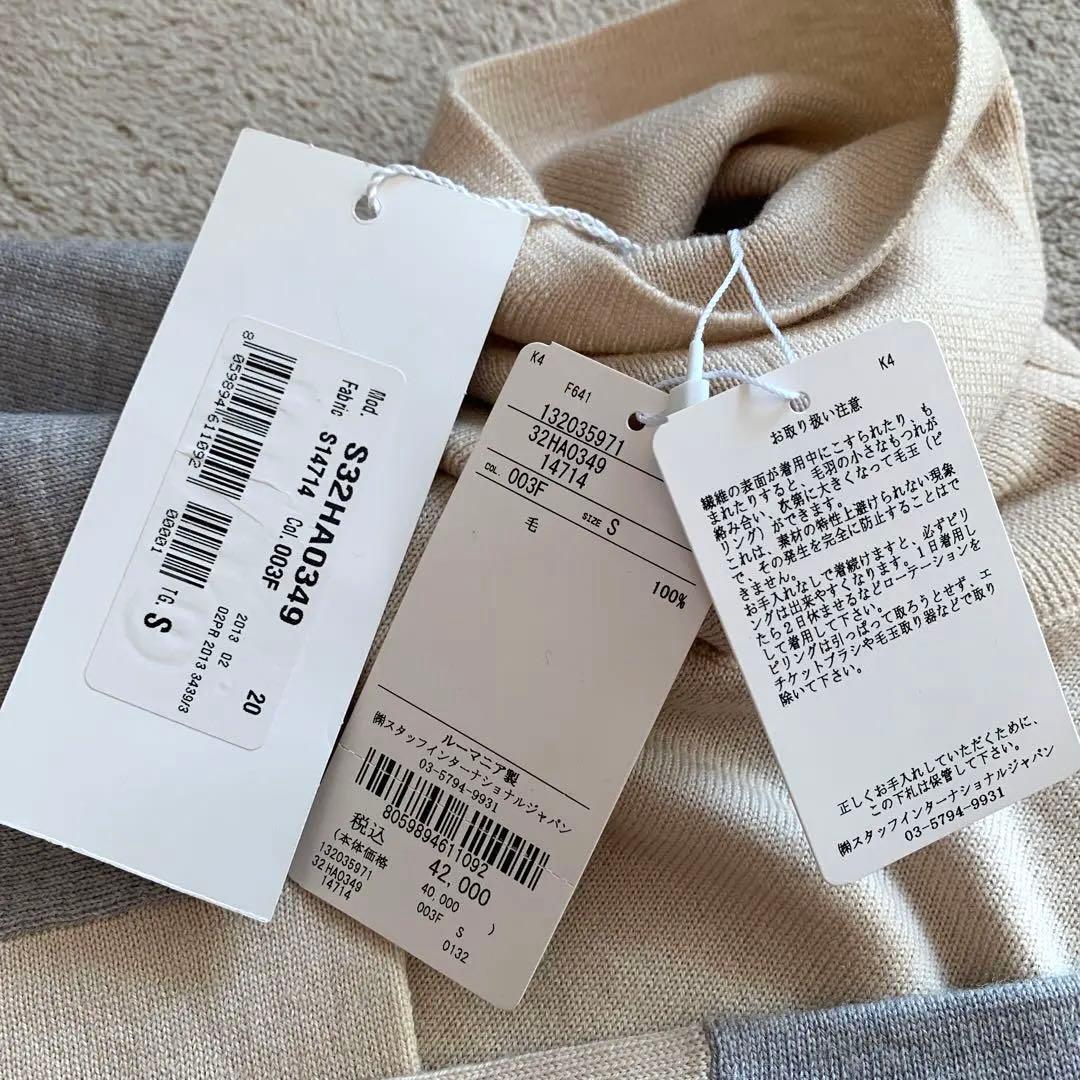 8 059894 611092
Mod. S32HA0349
Fabric S14714 Col. 003F
00001 TG. S
2013 02
02PR 2013 3439/3
20
K4
F641
132035971
32HA0349
14714
COL. 003F
SIZE S
毛
100%
ルーマニア製
㈱スタッフインターナショナルジャパン
03-5794-9931
8059894611092
税込 42,000
(本体価格 40,000 )
132035971
32HA0349 003F S
14714 0132
K4
お取り扱い注意
繊維の表面が着用中にこすられたり、も
まれたりすると、毛羽の小さなもつれが
絡み合い、次第に大きくなって毛玉(ピ
リング)ができます。
これは、素材の特性上避けられない現象
で、その発生を完全に防止することはで
きません。
お手入れなしで着続けますと、必ずピリ
ングは出来やすくなります。1日着用し
たら2日休ませるなどローテーションを
して着用して下さい。
ピリングは引っぱって取ろうとせず、エ
チケットブラシや毛玉取り器などで取り
除いて下さい。
正しくお手入れしていただくために、
この下札は保管して下さい。
㈱スタッフインターナショナルジャパン
03-5794-9931